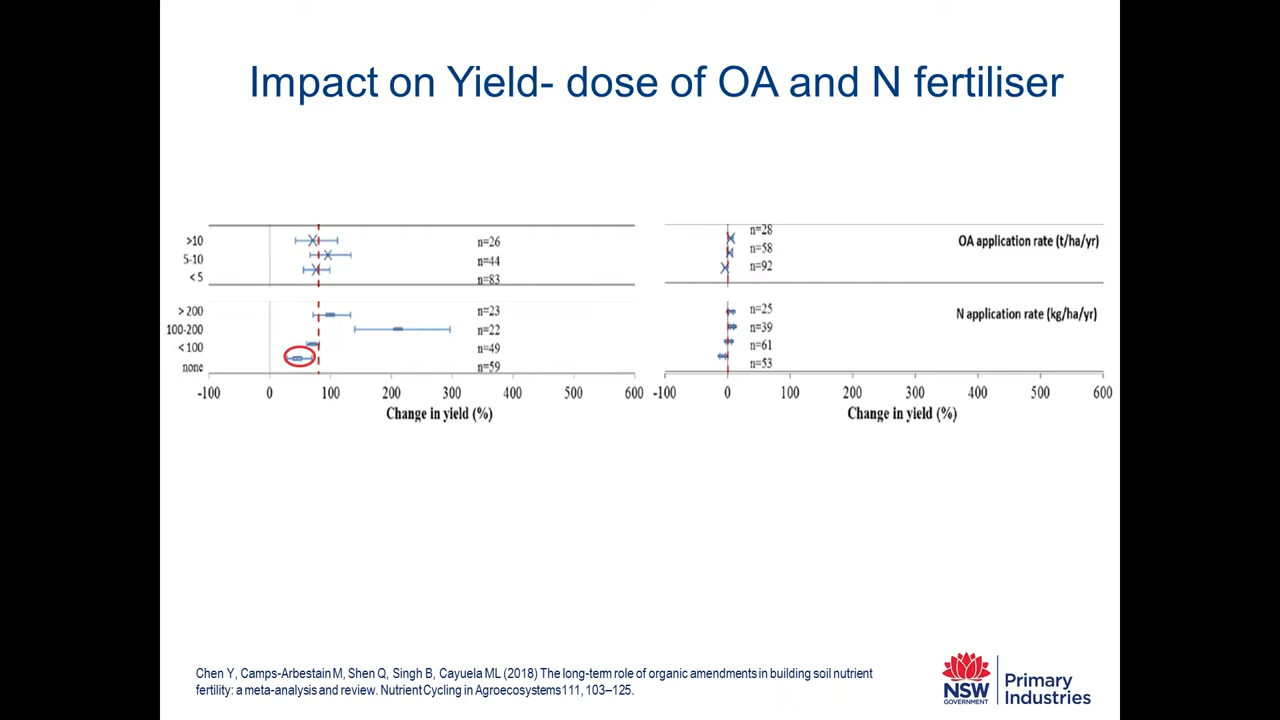 Impact on Yield- dose of OA and N fertiliser
>10
5-10
< 5
n=26
n=44
n=83
> 200
100-200
< 100
none
n=23
n=22
n=49
n=59
-100 0 100 200 300 400 500 600
Change in yield (%)
n=28
n=58
n=92
OA application rate (t/ha/yr)
n=25
n=39
n=61
n=53
N application rate (kg/ha/yr)
-100 0 100 200 300 400 500 600
Change in yield (%)
Chen Y, Camps-Arbestain M, Shen Q, Singh B, Cayuela ML (2018) The long-term role of organic amendments in building soil nutrient
fertility: a meta-analysis and review. Nutrient Cycling in Agroecosystems 111, 103–125.
NSW
GOVERNMENT
Primary
Industries